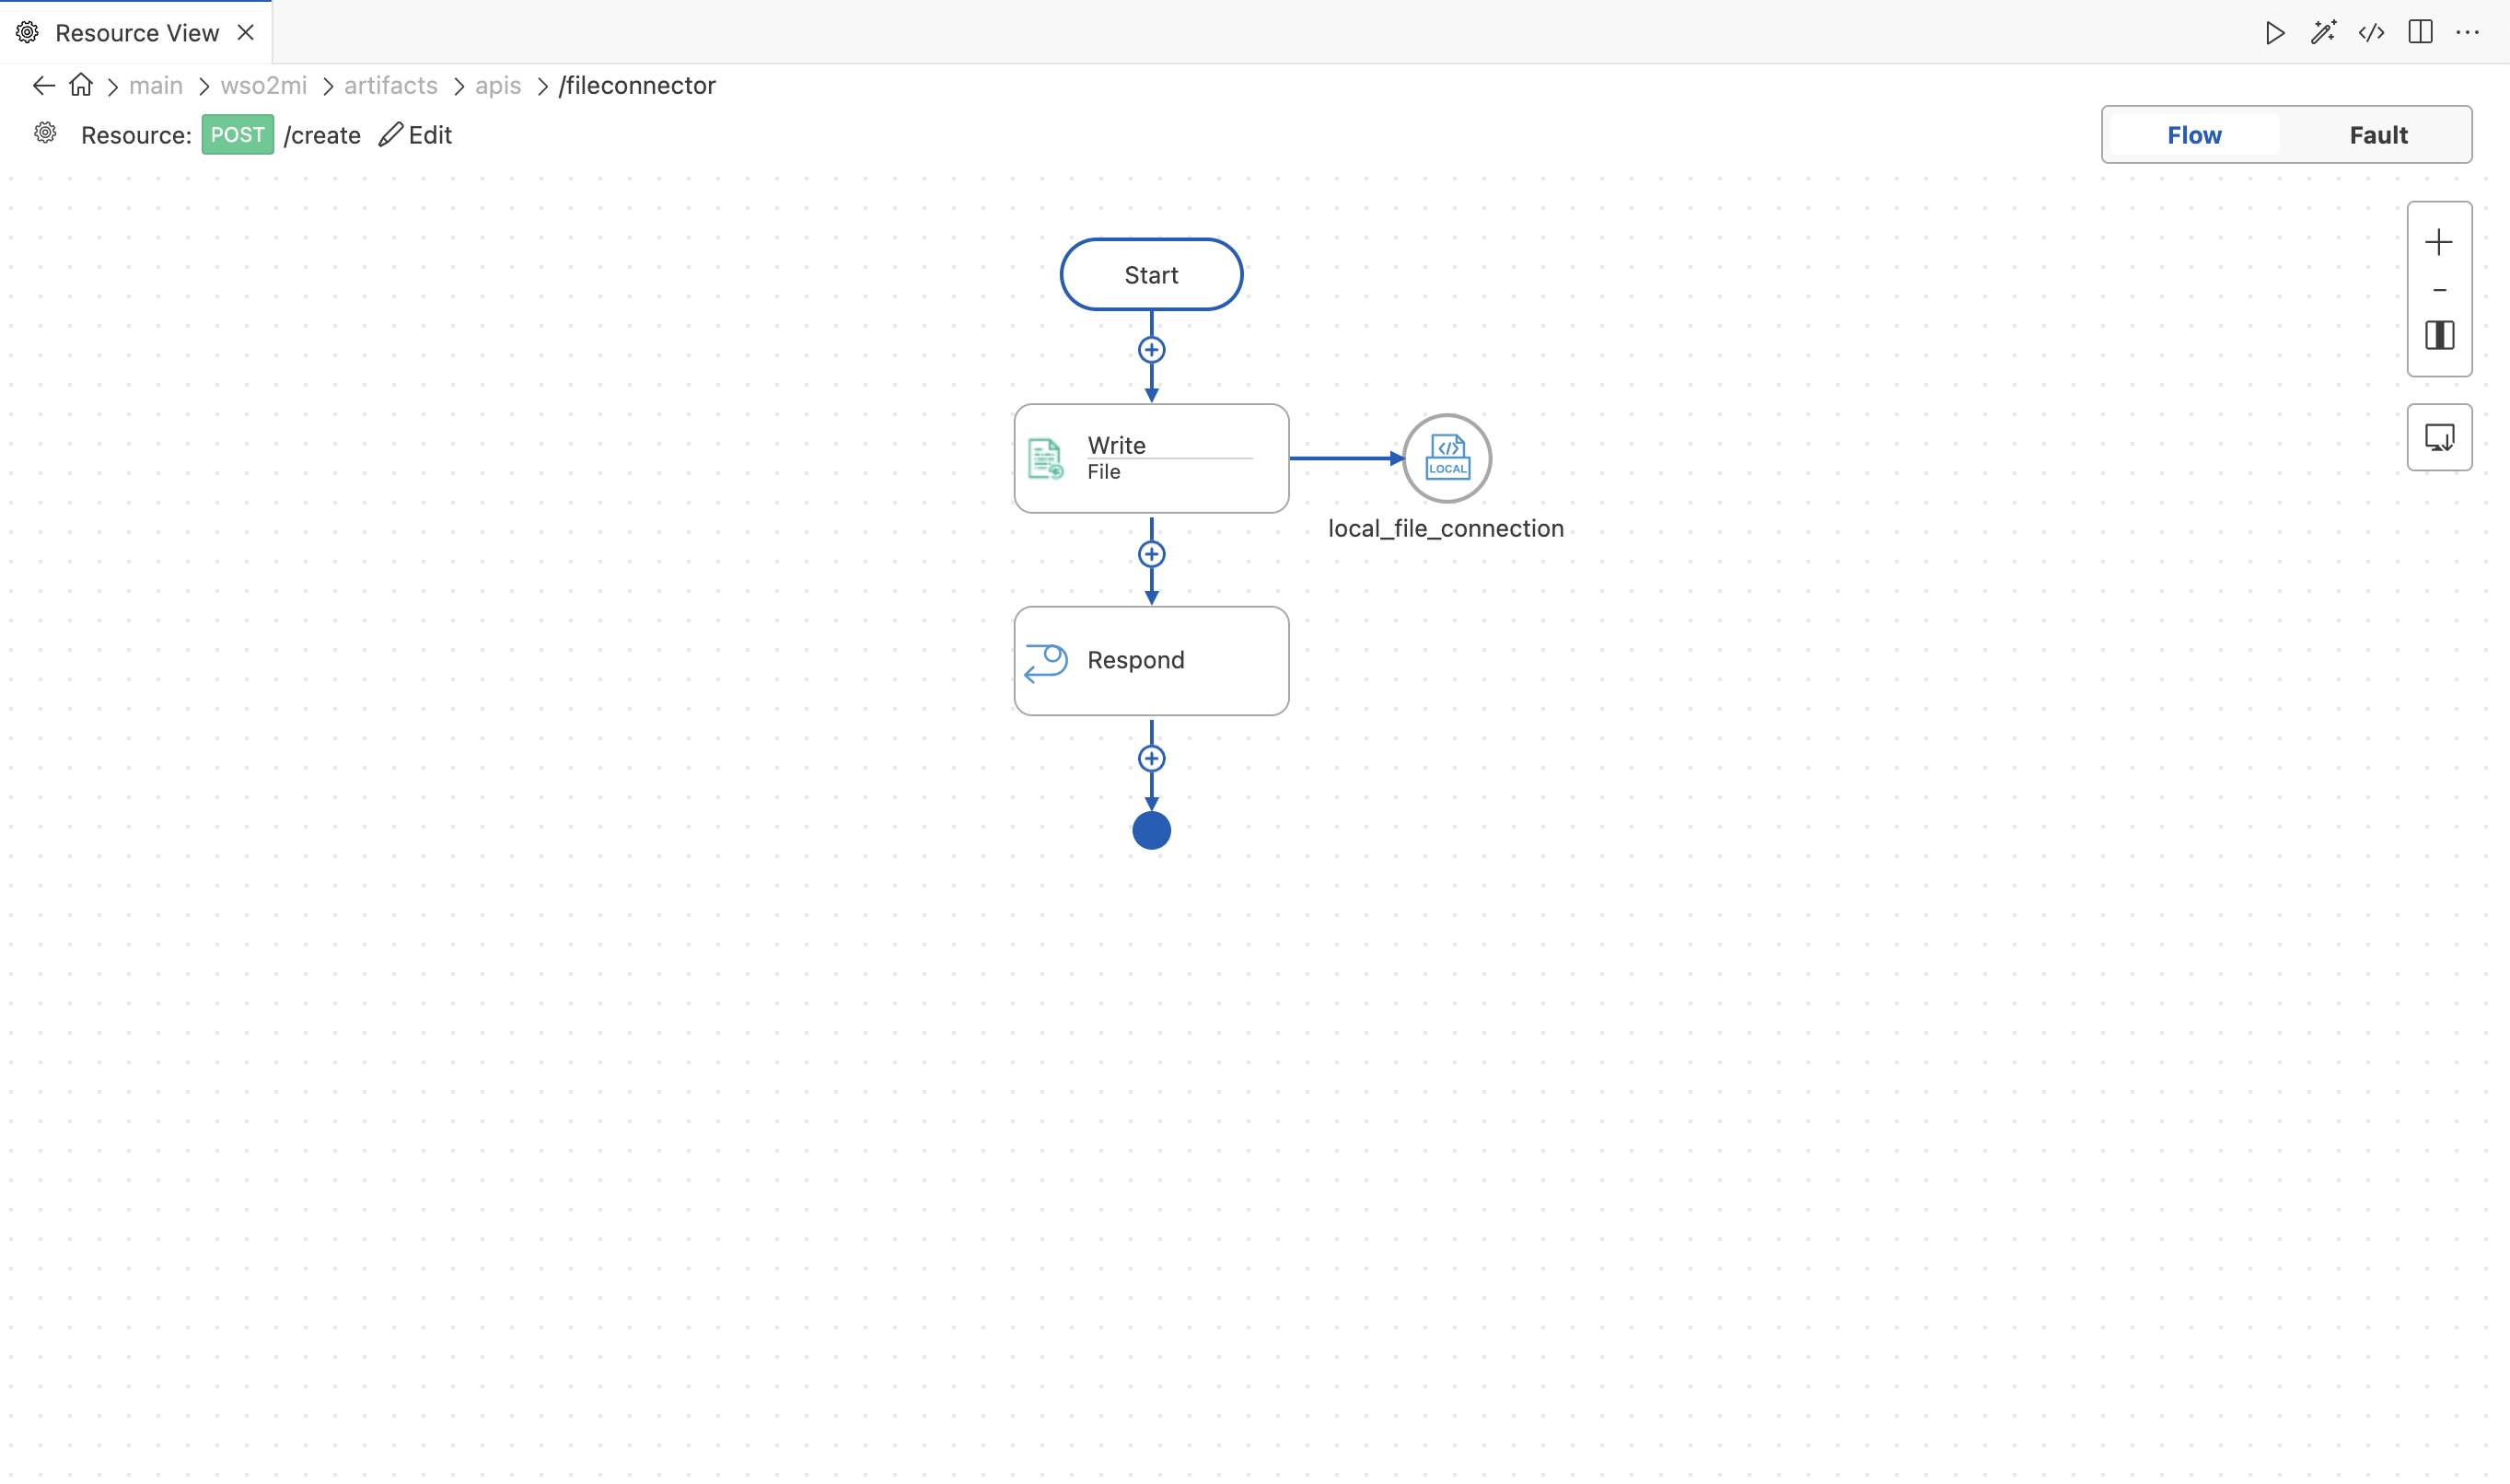 Resource View
main wso2mi artifacts apis /fileconnector
Resource: POST /create Edit
Flow Fault
Start
Write
File
LOCAL
local_file_connection
Respond